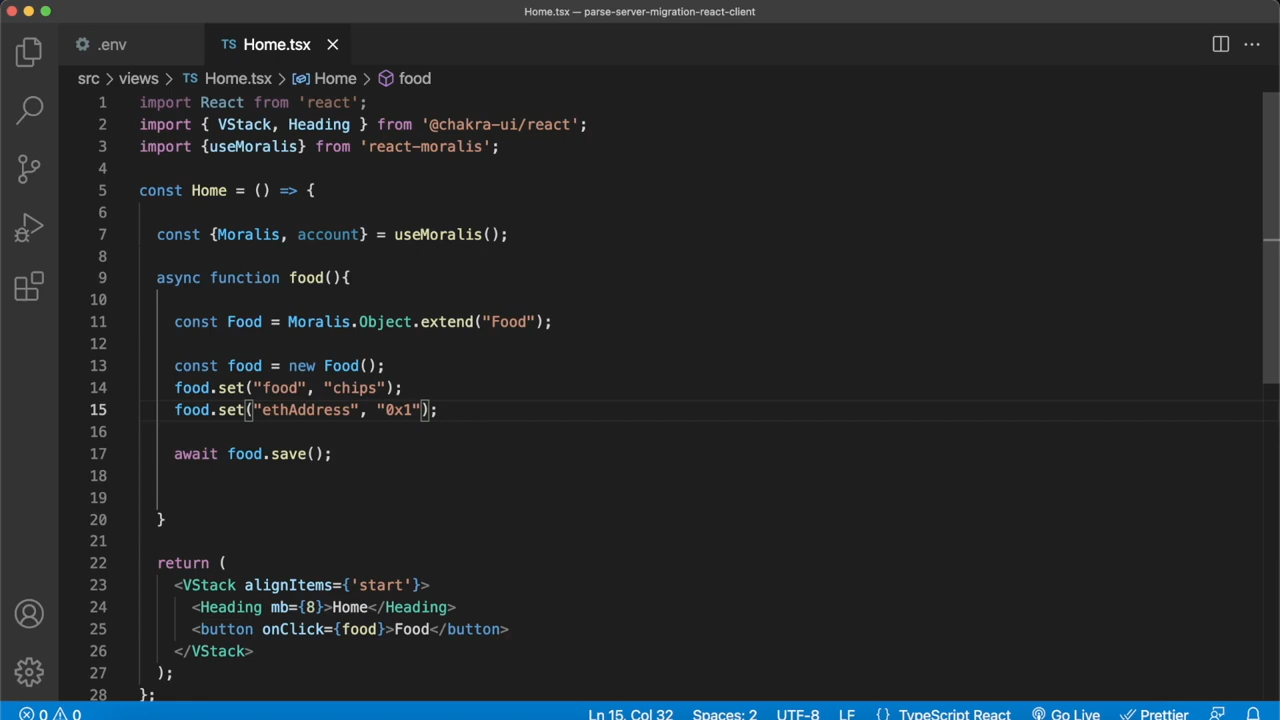 Home.tsx — parse-server-migration-react-client
.env
TS Home.tsx
src > views > TS Home.tsx > Home > food
1 import React from 'react';
2 import { VStack, Heading } from '@chakra-ui/react';
3 import {useMoralis} from 'react-moralis';
4
5 const Home = () => {
6
7 const {Moralis, account} = useMoralis();
8
9 async function food(){
10
11 const Food = Moralis.Object.extend("Food");
12
13 const food = new Food();
14 food.set("food", "chips");
15 food.set("ethAddress", "0x1");
16
17 await food.save();
18
19
20 }
21
22 return (
23 <VStack alignItems={'start'}>
24 <Heading mb={8}>Home</Heading>
25 <button onClick={food}>Food</button>
26 </VStack>
27 );
28 };
0 0 Ln 15, Col 32 Spaces: 2 UTF-8 LF {} TypeScript React Go Live Prettier